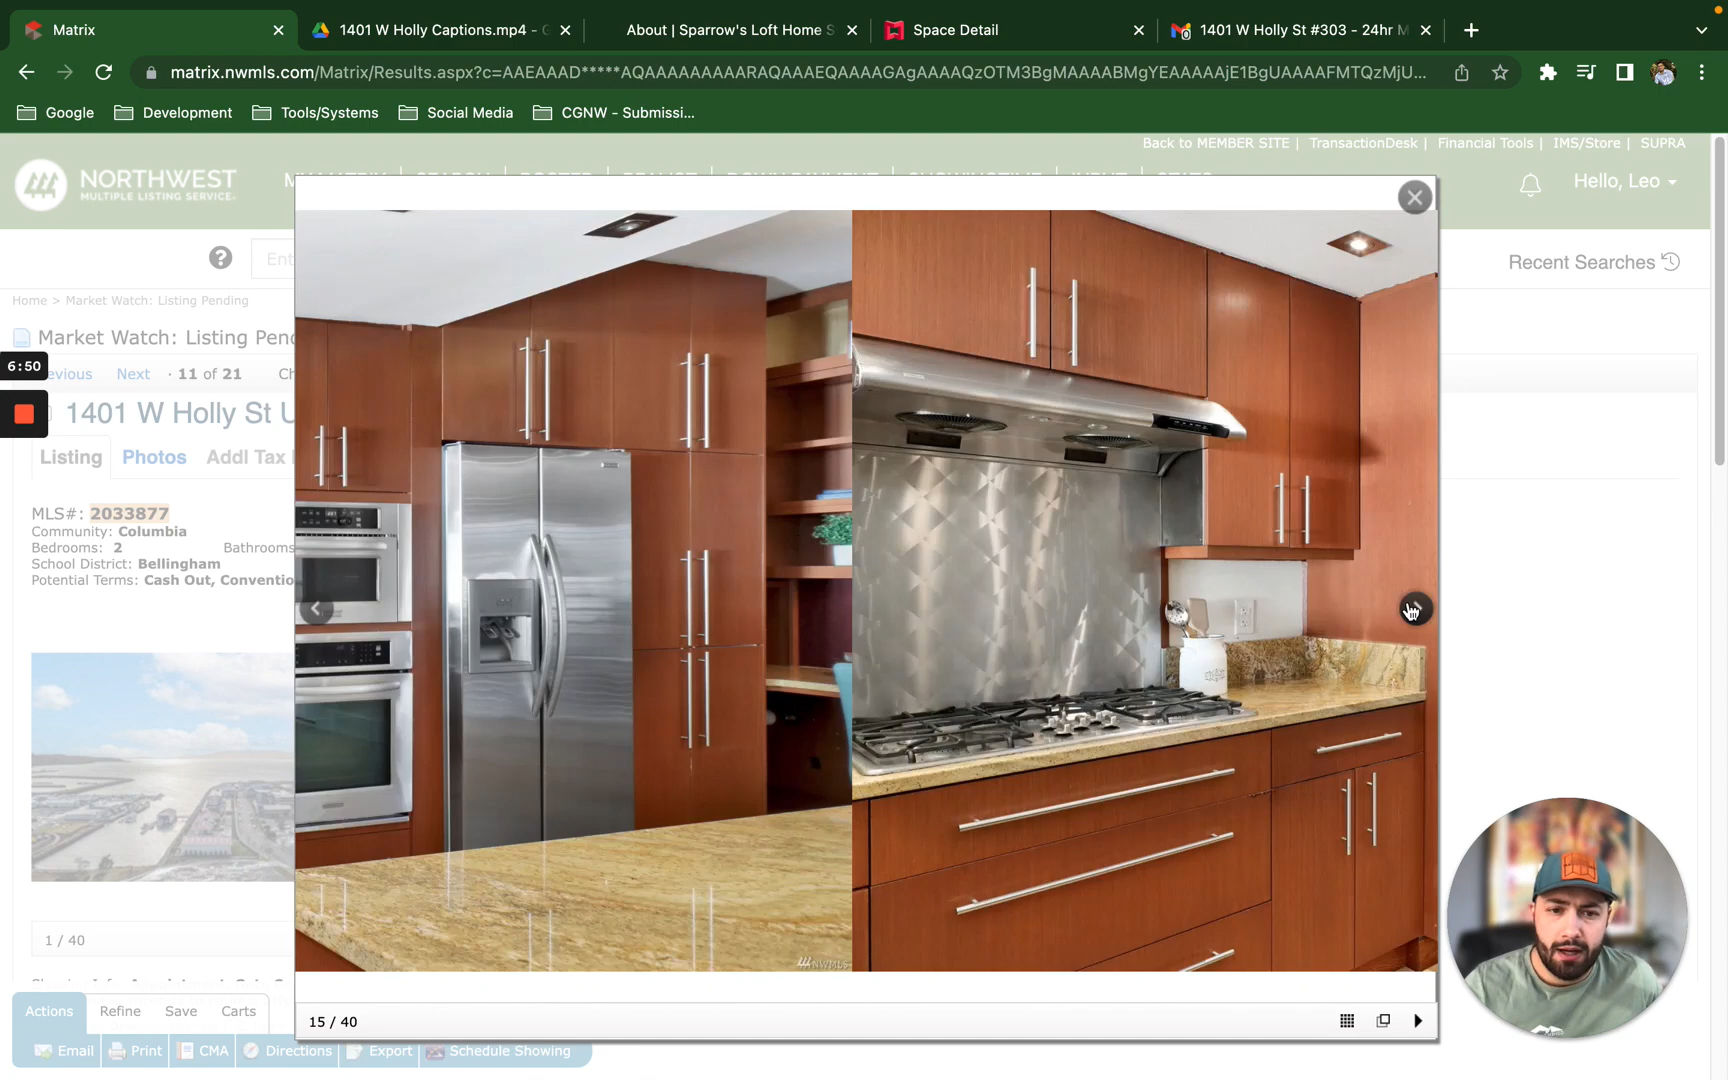 Matrix
1401 W Holly Captions.mp4 - G
About | Sparrow's Loft Home S
Space Detail
1401 W Holly St #303 - 24hr M
matrix.nwmls.com/Matrix/Results.aspx?c=AAEAAAD*****AQAAAAAAAAARAQAAAEQAAAAGAgAAAAQzOTM3BgMAAAABMgYEAAAAAjE1BgUAAAAFMTQzMjU...
Google
Development
Tools/Systems
Social Media
CGNW - Submissi...
Back to MEMBER SITE | TransactionDesk | Financial Tools | IMS/Store | SUPRA
NORTHWEST
MULTIPLE LISTING SERVICE
Hello, Leo
Ent
Recent Searches
Home > Market Watch: Listing Pending
Market Watch: Listing Pen
6:50
evious Next · 11 of 21 Ch
1401 W Holly St U
Listing Photos Addl Tax
MLS#: 2033877
Community: Columbia
Bedrooms: 2 Bathrooms
School District: Bellingham
Potential Terms: Cash Out, Conventio
NWMLS
1 / 40
15 / 40
Actions Refine Save Carts
Email Print CMA Directions Export Schedule Showing